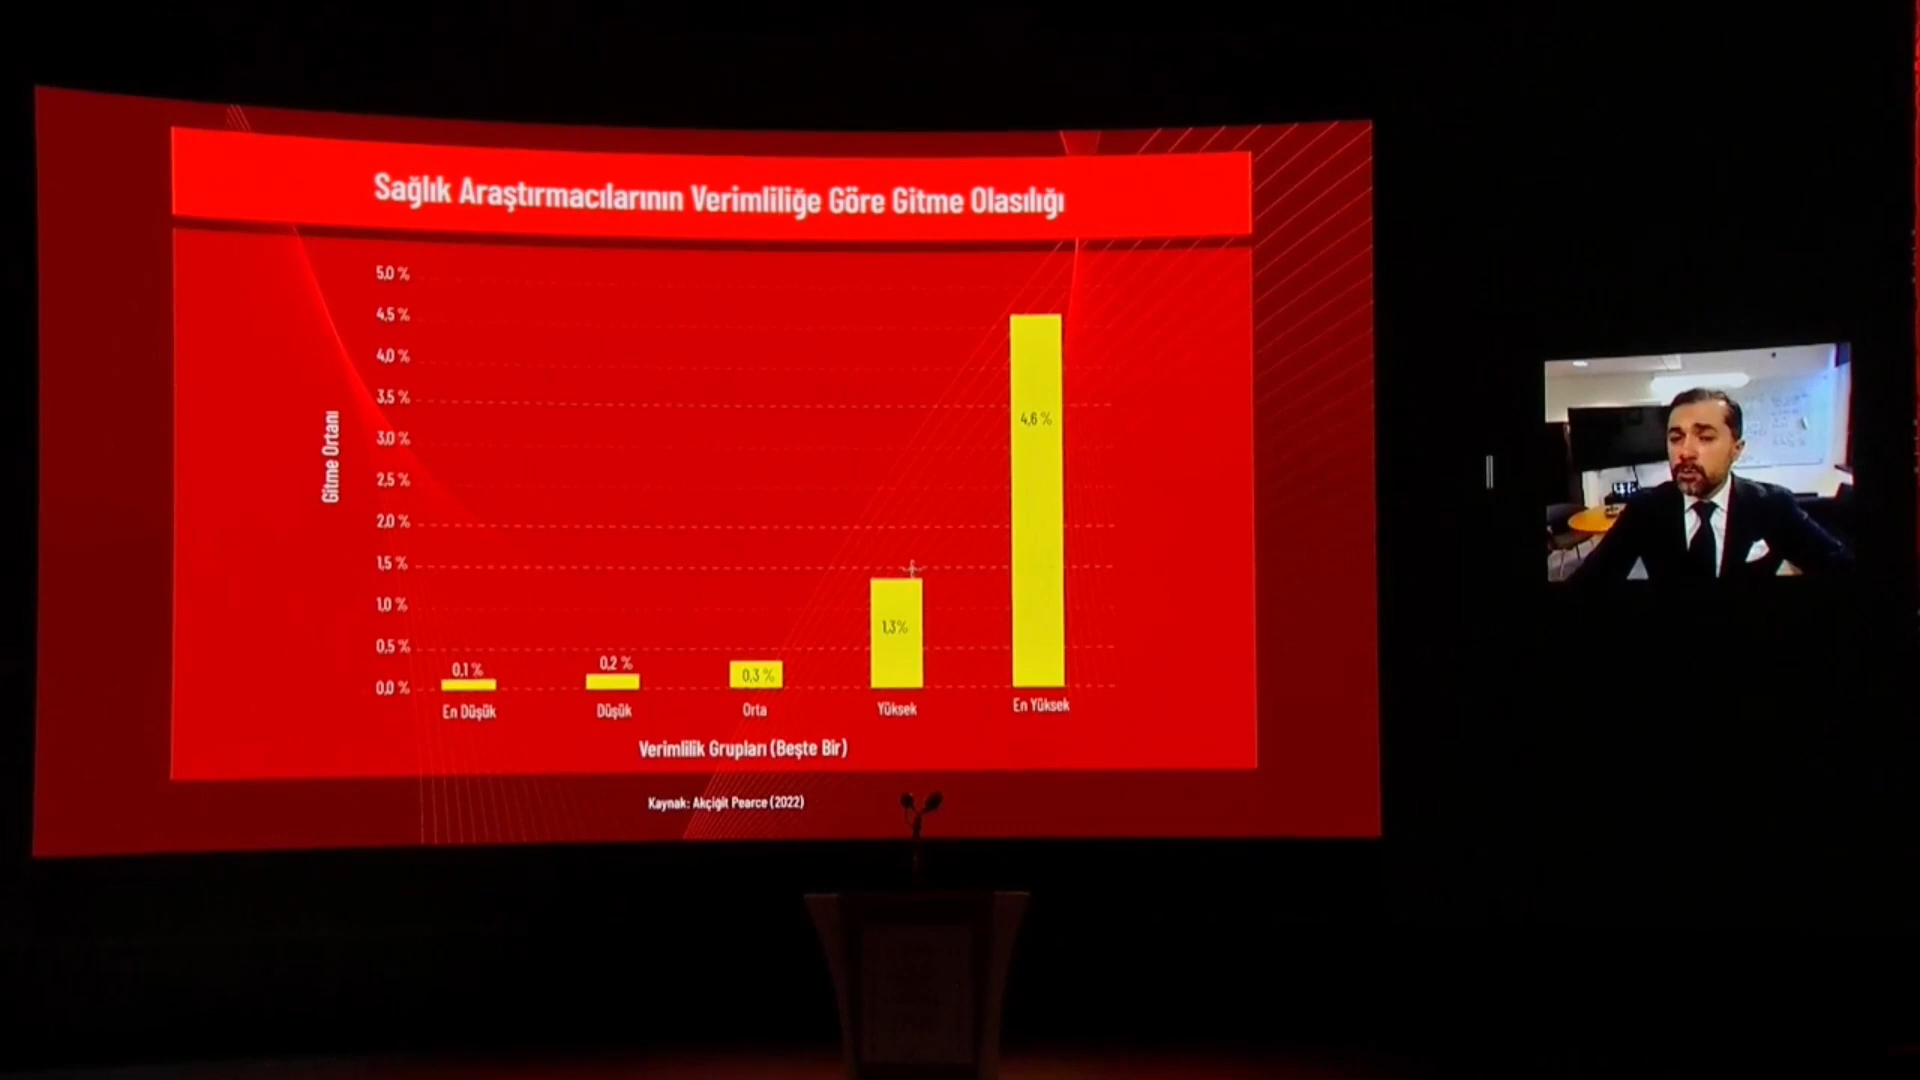 Sağlık Araştırmacılarının Verimliliğe Göre Gitme Olasılığı
Gitme Ortanı
5.0 %
4,5 %
4,0 %
3,5 %
3,0 %
2,5 %
2,0 %
1,5 %
1,0 %
0,5 %
0,0 %
0,1 %
0,2 %
0,3 %
1,3%
4,6 %
En Düşük
Düşük
Orta
Yüksek
En Yüksek
Verimlilik Grupları (Beşte Bir)
Kaynak: Akçiğit Pearce (2022)